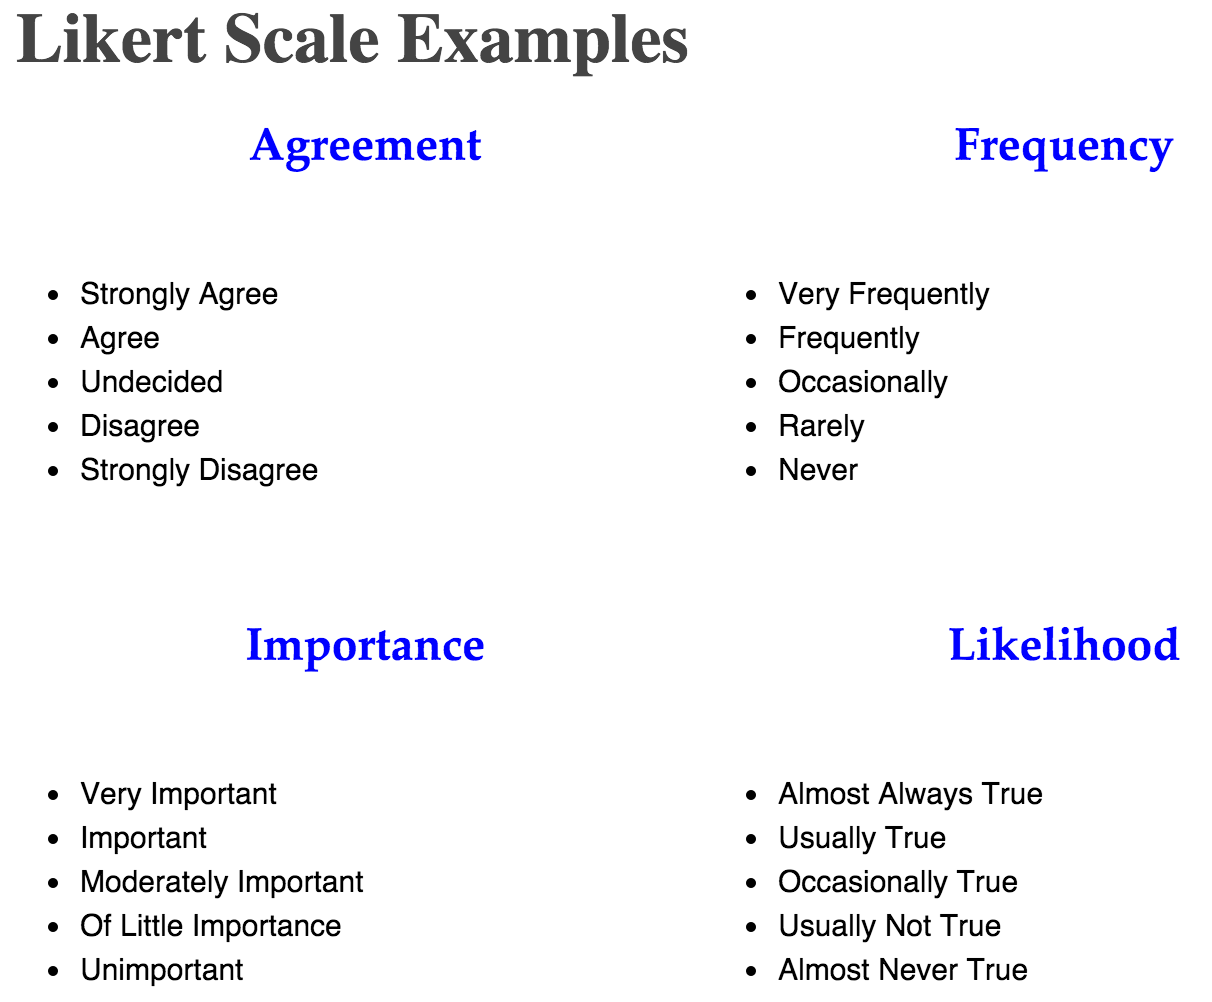 Likert Scale Examples
Agreement
Strongly Agree
Agree
Undecided
Disagree
Strongly Disagree
Frequency
Very Frequently
Frequently
Occasionally
Rarely
Never
Importance
Very Important
Important
Moderately Important
Of Little Importance
Unimportant
Likelihood
Almost Always True
Usually True
Occasionally True
Usually Not True
Almost Never True